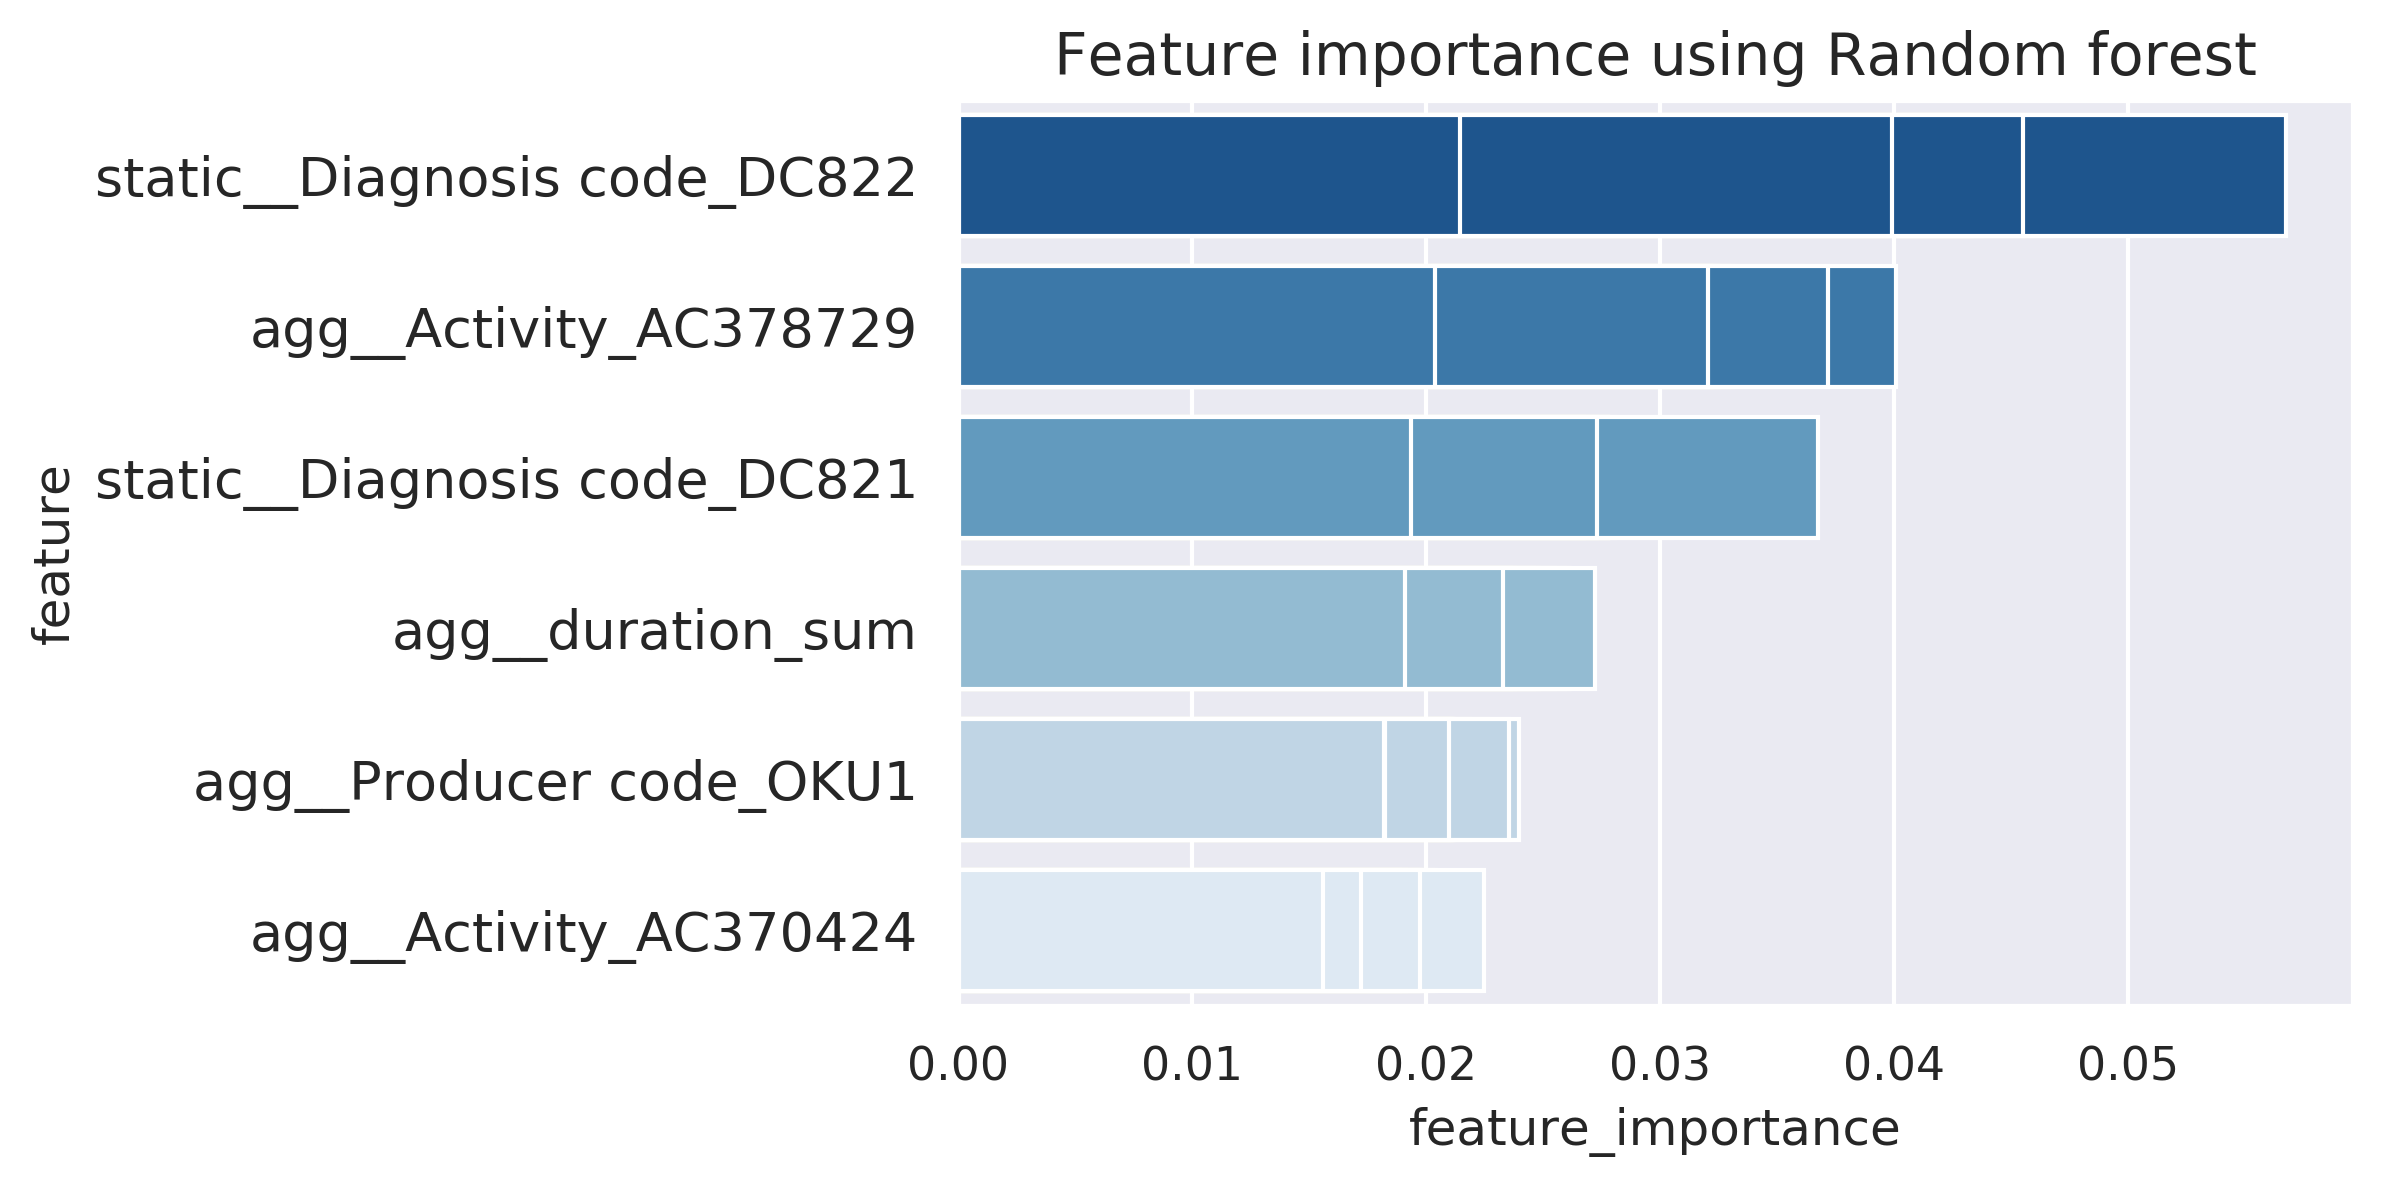 Feature importance using Random forest
static__Diagnosis code_DC822
agg__Activity_AC378729
static__Diagnosis code_DC821
agg__duration_sum
agg__Producer code_OKU1
agg__Activity_AC370424
feature
0.00 0.01 0.02 0.03 0.04 0.05
feature_importance